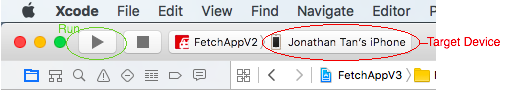 Xcode File Edit View Find Navigate Editor
Run
FetchAppV2 Jonathan Tan's iPhone Target Device
FetchAppV3